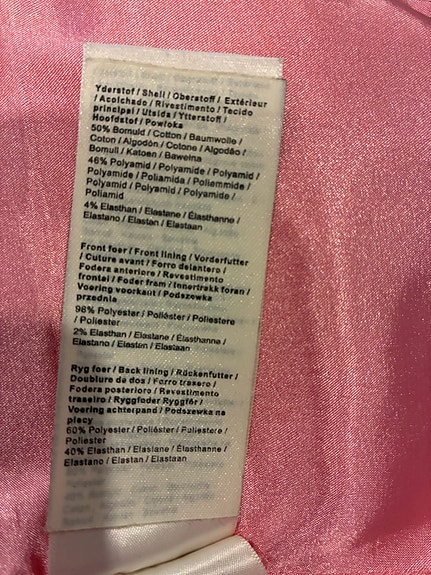 Yderstof / Shell / Oberstoff / Extérieur
/ Acolchado / Rivestimento / Tecido
principal / Utsida / Ytterstoff /
Hoofdstof / Powłoka
50% Bomuld / Cotton / Baumwolle /
Coton / Algodón / Cotone / Algodão /
Bomull / Katoen / Bawełna
46% Polyamid / Polyamide / Polyamid /
Polyamide / Poliamida / Poliammide /
Polyamid / Polyamid / Polyamide /
Poliamid
4% Elasthan / Elastane / Élasthanne /
Elastano / Elastan / Elastaan
Front foer / Front lining / Vorderfutter
/ Cuture avant / Forro delantero /
Fodera anteriore / Revestimento
frontal / Foder fram / Innertrekk foran /
Voering voorkant / Podszewka
przednia
98% Polyester / Poliéster / Poliestere
/ Poliester
2% Elasthan / Elastane / Élasthanne /
Elastano / Elastan / Elastaan
Ryg foer / Back lining / Rückenfutter /
Doublure de dos / Forro trasero /
Fodera posteriore / Revestimento
traseiro / Ryggfoder Ryggfôr /
Voering achterpand / Podszewka na
plecy
60% Polyester / Poliéster / Poliestere /
Poliester
40% Elasthan / Elastane / Élasthanne /
Elastano / Elastan / Elastaan